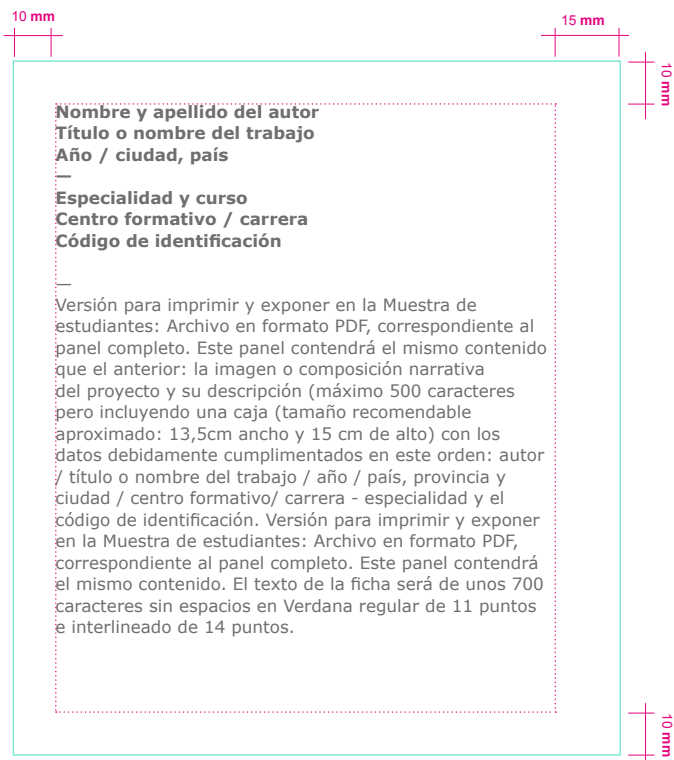 10 mm
15 mm
10 mm
Nombre y apellido del autor
Título o nombre del trabajo
Año / ciudad, país
—
Especialidad y curso
Centro formativo / carrera
Código de identificación
—
Versión para imprimir y exponer en la Muestra de
estudiantes: Archivo en formato PDF, correspondiente al
panel completo. Este panel contendrá el mismo contenido
que el anterior: la imagen o composición narrativa
del proyecto y su descripción (máximo 500 caracteres
pero incluyendo una caja (tamaño recomendable
aproximado: 13,5cm ancho y 15 cm de alto) con los
datos debidamente cumplimentados en este orden: autor
/ título o nombre del trabajo / año / país, provincia y
ciudad / centro formativo/ carrera - especialidad y el
código de identificación. Versión para imprimir y exponer
en la Muestra de estudiantes: Archivo en formato PDF,
correspondiente al panel completo. Este panel contendrá
el mismo contenido. El texto de la ficha será de unos 700
caracteres sin espacios en Verdana regular de 11 puntos
e interlineado de 14 puntos.
10 mm